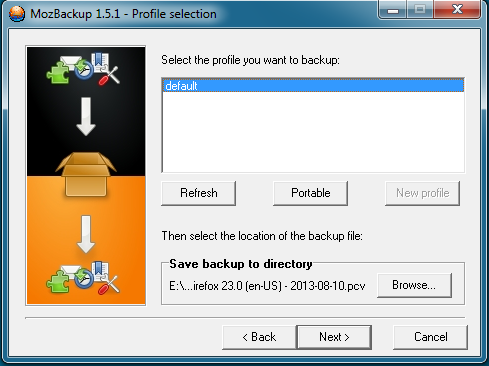 MozBackup 1.5.1 - Profile selection
Select the profile you want to backup:
default
Refresh
Portable
New profile
Then select the location of the backup file:
Save backup to directory
E:\...irefox 23.0 (en-US) - 2013-08-10.pcv
Browse...
< Back
Next >
Cancel